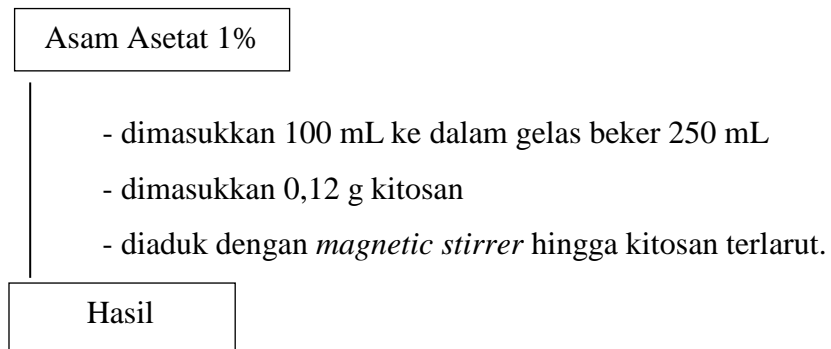 Asam Asetat 1%
- dimasukkan 100 mL ke dalam gelas beker 250 mL
- dimasukkan 0,12 g kitosan
- diaduk dengan magnetic stirrer hingga kitosan terlarut.
Hasil